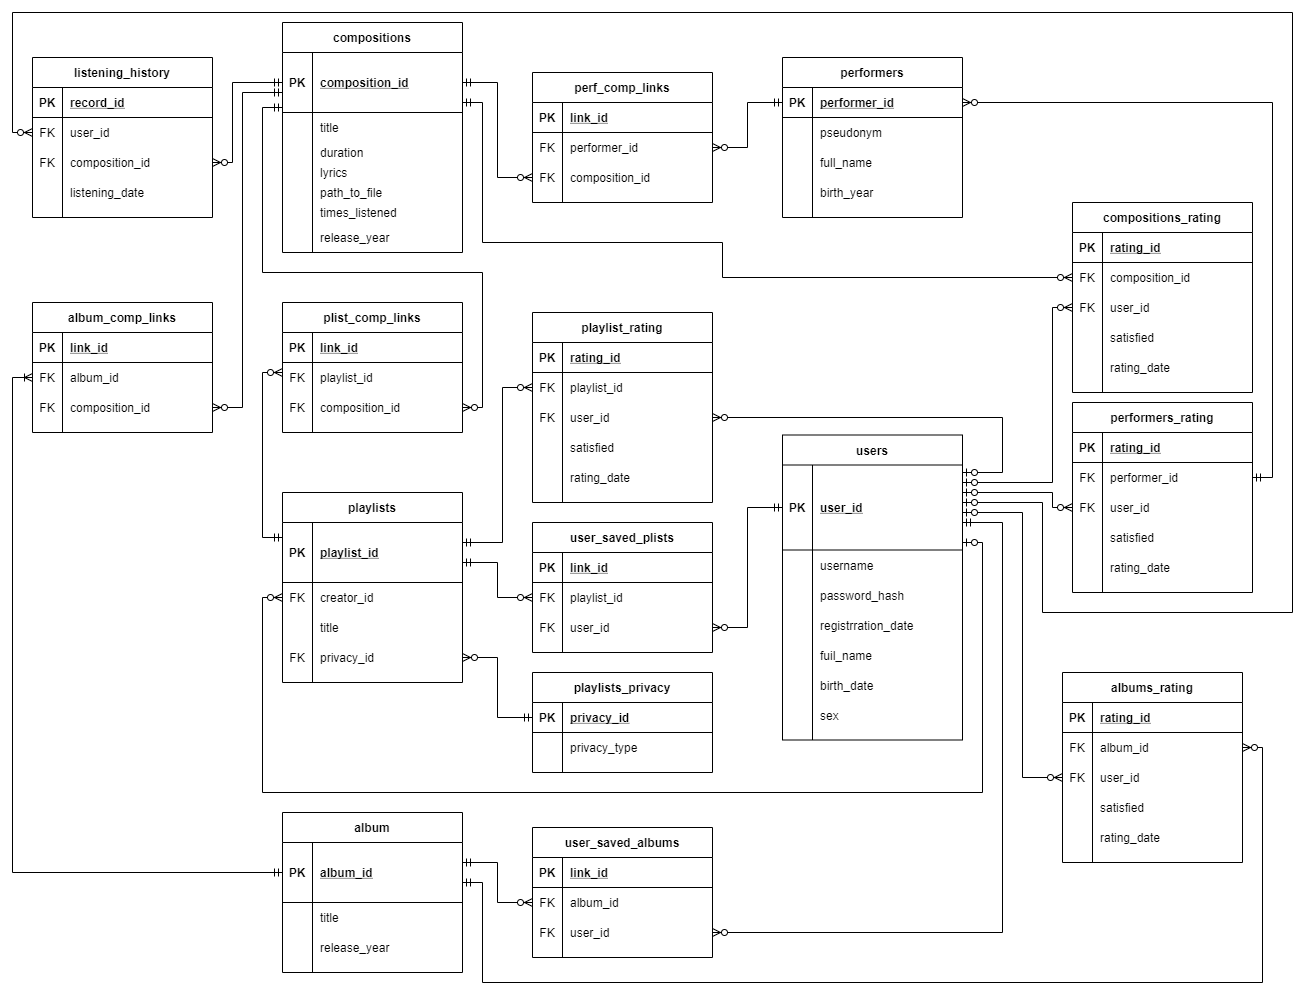 compositions
PK composition_id
title
duration
lyrics
path_to_file
times_listened
release_year
listening_history
PK record_id
FK user_id
FK composition_id
listening_date
perf_comp_links
PK link_id
FK performer_id
FK composition_id
performers
PK performer_id
pseudonym
full_name
birth_year
compositions_rating
PK rating_id
FK composition_id
FK user_id
satisfied
rating_date
album_comp_links
PK link_id
FK album_id
FK composition_id
plist_comp_links
PK link_id
FK playlist_id
FK composition_id
playlist_rating
PK rating_id
FK playlist_id
FK user_id
satisfied
rating_date
performers_rating
PK rating_id
FK performer_id
FK user_id
satisfied
rating_date
users
PK user_id
username
password_hash
registrration_date
fuil_name
birth_date
sex
playlists
PK playlist_id
FK creator_id
title
FK privacy_id
user_saved_plists
PK link_id
FK playlist_id
FK user_id
playlists_privacy
PK privacy_id
privacy_type
albums_rating
PK rating_id
FK album_id
FK user_id
satisfied
rating_date
album
PK album_id
title
release_year
user_saved_albums
PK link_id
FK album_id
FK user_id